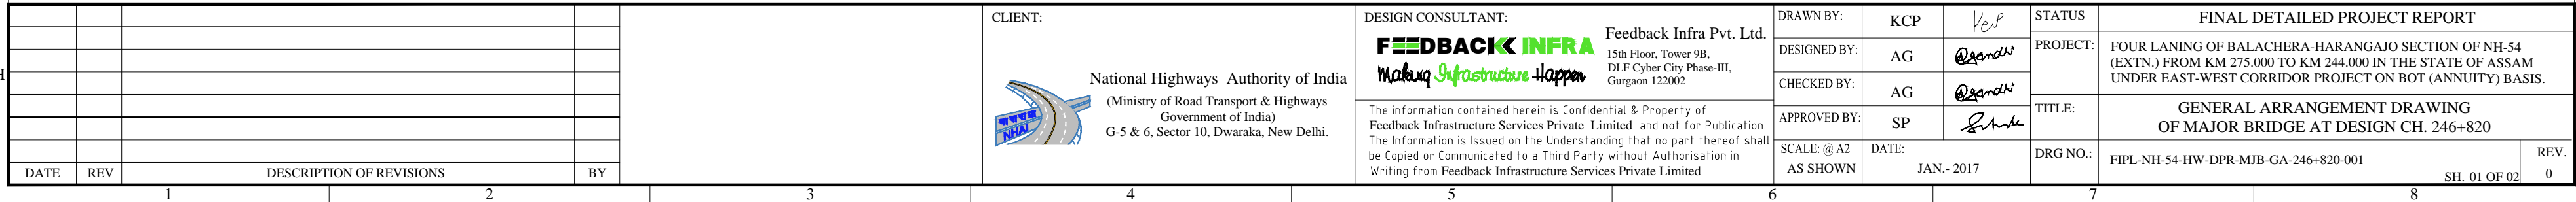 DATE REV DESCRIPTION OF REVISIONS BY
CLIENT:
National Highways Authority of India
(Ministry of Road Transport & Highways
Government of India)
G-5 & 6, Sector 10, Dwaraka, New Delhi.
NHAI
DESIGN CONSULTANT:
FEEDBACK INFRA
Making Infrastructure Happen
Feedback Infra Pvt. Ltd.
15th Floor, Tower 9B,
DLF Cyber City Phase-III,
Gurgaon 122002
The information contained herein is Confidential & Property of
Feedback Infrastructure Services Private Limited and not for Publication.
The Information is Issued on the Understanding that no part thereof shall
be Copied or Communicated to a Third Party without Authorisation in
Writing from Feedback Infrastructure Services Private Limited
DRAWN BY: KCP
DESIGNED BY: AG
CHECKED BY: AG
APPROVED BY: SP
SCALE: @ A2
AS SHOWN
DATE:
JAN.- 2017
STATUS FINAL DETAILED PROJECT REPORT
PROJECT: FOUR LANING OF BALACHERA-HARANGAJO SECTION OF NH-54
(EXTN.) FROM KM 275.000 TO KM 244.000 IN THE STATE OF ASSAM
UNDER EAST-WEST CORRIDOR PROJECT ON BOT (ANNUITY) BASIS.
TITLE: GENERAL ARRANGEMENT DRAWING
OF MAJOR BRIDGE AT DESIGN CH. 246+820
DRG NO.: FIPL-NH-54-HW-DPR-MJB-GA-246+820-001
SH. 01 OF 02
REV.
0
1 2 3 4 5 6 7 8